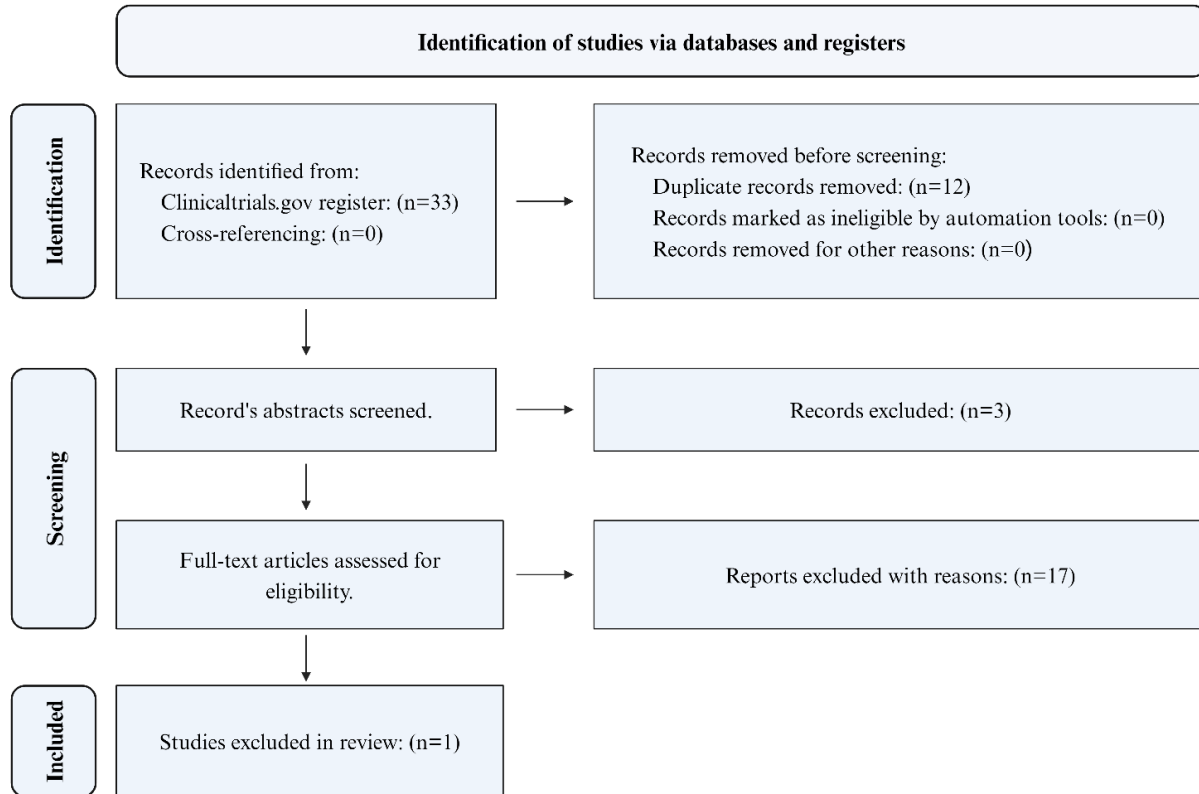 Identification of studies via databases and registers
Identification
Records identified from:
Clinicaltrials.gov register: (n=33)
Cross-referencing: (n=0)
Records removed before screening:
Duplicate records removed: (n=12)
Records marked as ineligible by automation tools: (n=0)
Records removed for other reasons: (n=0)
Screening
Record's abstracts screened.
Records excluded: (n=3)
Full-text articles assessed for
eligibility.
Reports excluded with reasons: (n=17)
Included
Studies excluded in review: (n=1)